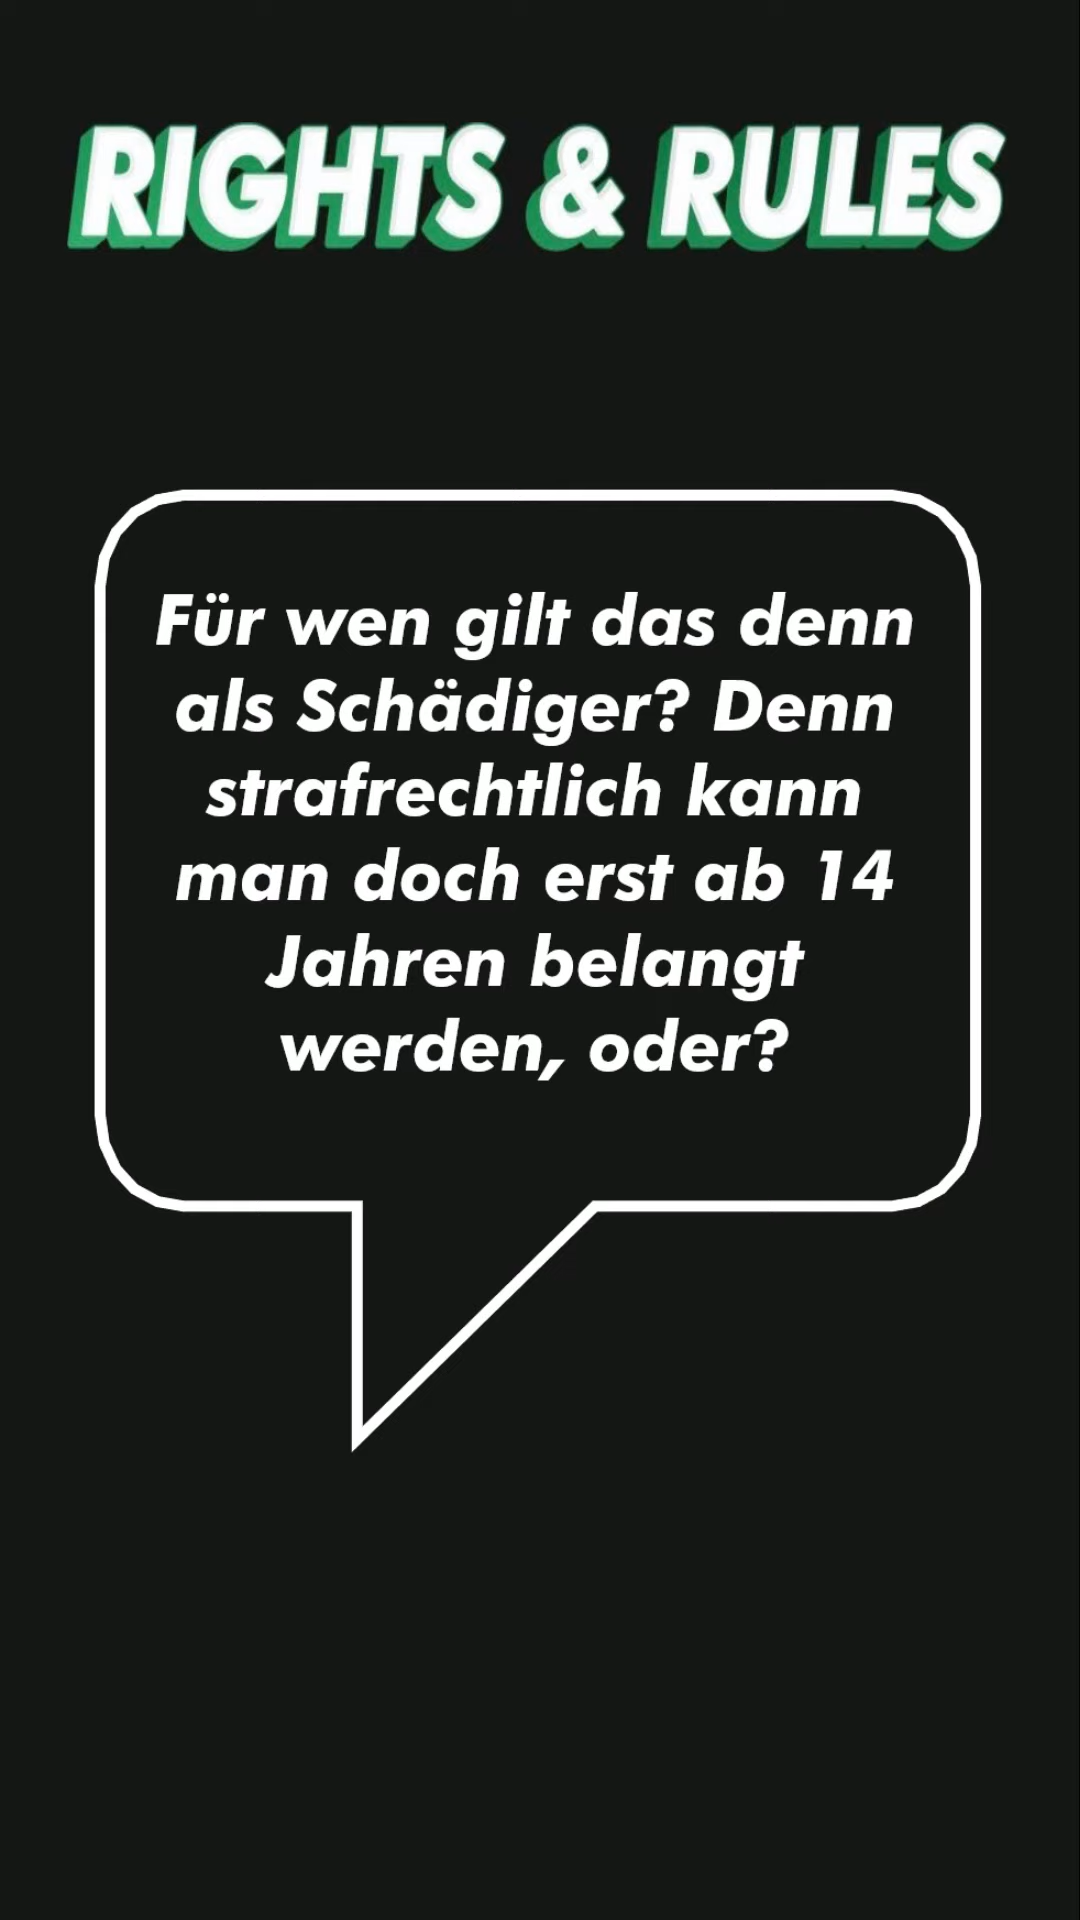 RIGHTS & RULES
Für wen gilt das denn
als Schädiger? Denn
strafrechtlich kann
man doch erst ab 14
Jahren belangt
werden, oder?